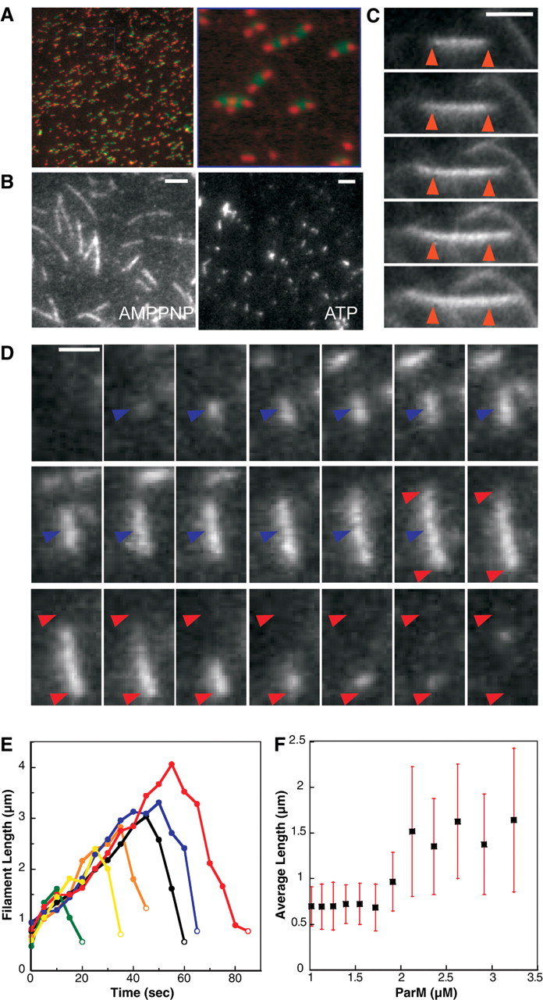 A
B
AMPPNP
ATP
C
D
E
Filament Length (µm)
4
3
2
1
0
0
20
40
60
80
Time (sec)
F
Average Length (µm)
2.5
2
1.5
1
0.5
0
1
1.5
2
2.5
3
3.5
ParM (µM)